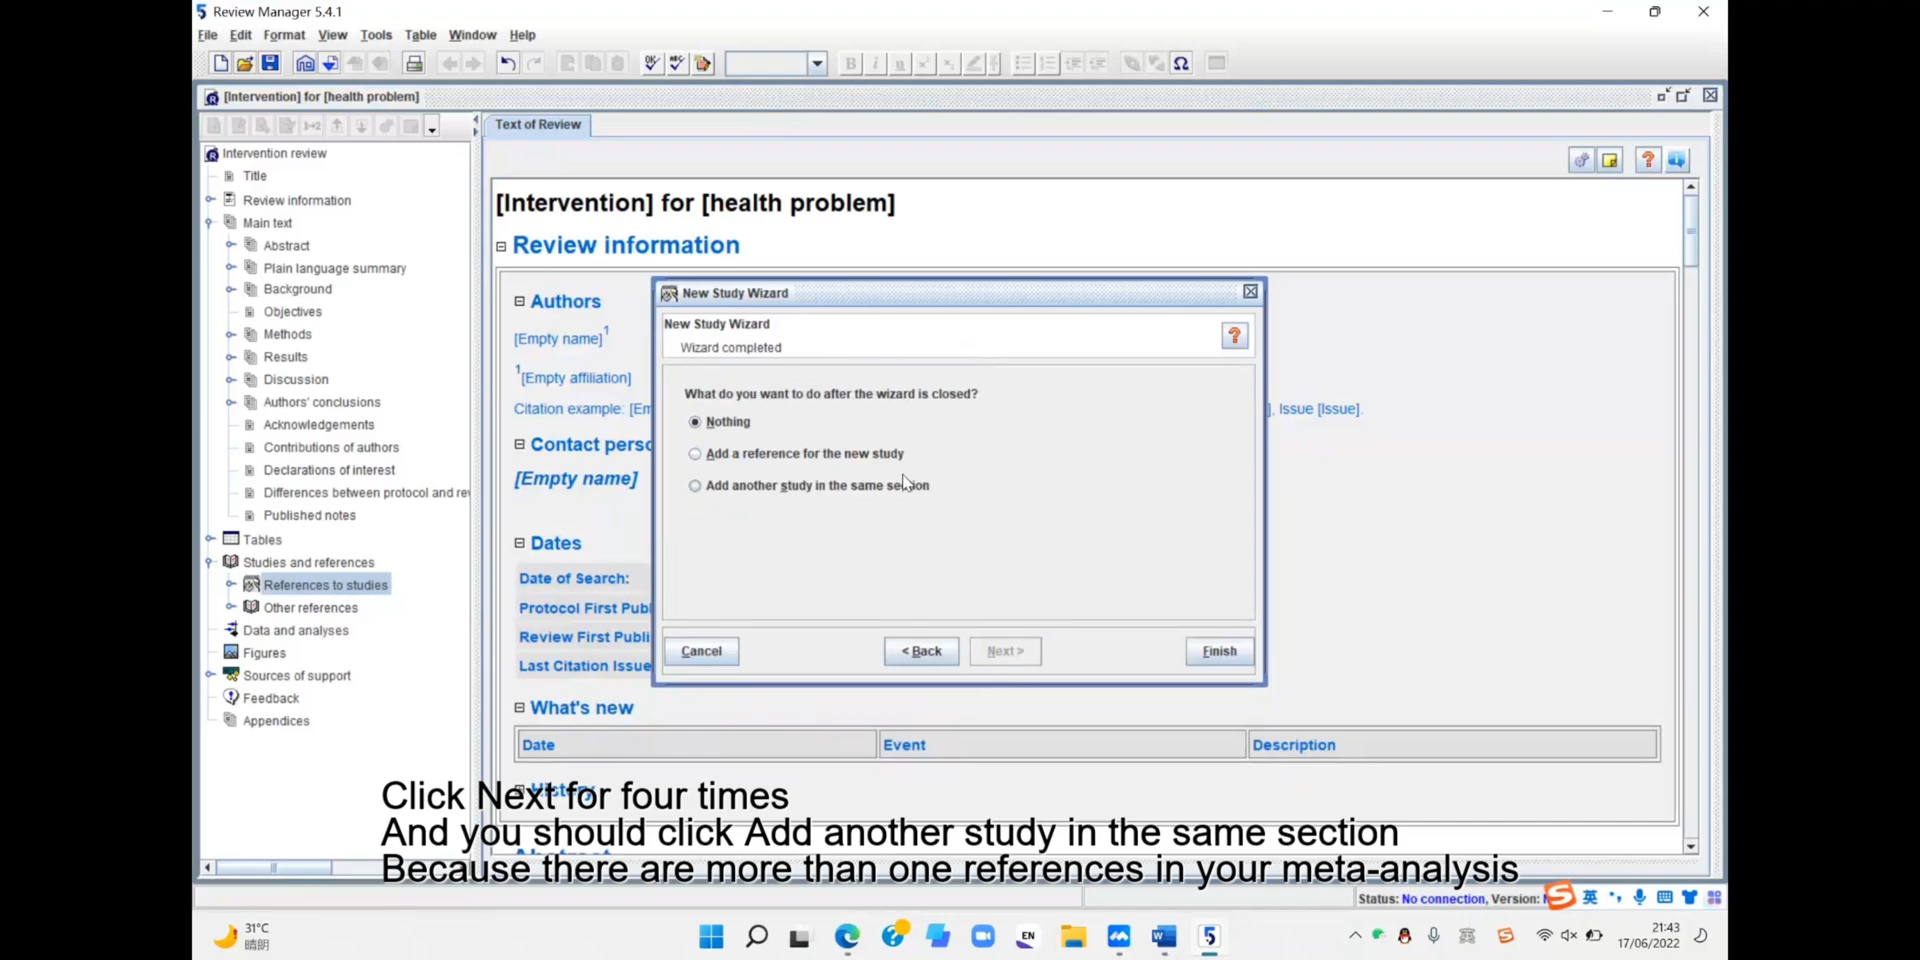 Review Manager 5.4.1
File Edit Format View Tools Table Window Help
[Intervention] for [health problem]
Text of Review
Intervention review
Title
Review information
Main text
Abstract
Plain language summary
Background
Objectives
Methods
Results
Discussion
Authors' conclusions
Acknowledgements
Contributions of authors
Declarations of interest
Differences between protocol and re
Published notes
Tables
Studies and references
References to studies
Other references
Data and analyses
Figures
Sources of support
Feedback
Appendices
[Intervention] for [health problem]
Review information
Authors
[Empty name]1
1[Empty affiliation]
Citation example: [Em
], Issue [Issue].
Contact perso
[Empty name]
Dates
Date of Search:
Protocol First Publ
Review First Publi
Last Citation Issue
What's new
Date Event Description
History
New Study Wizard
New Study Wizard
Wizard completed
What do you want to do after the wizard is closed?
Nothing
Add a reference for the new study
Add another study in the same section
Cancel < Back Next > Finish
Click Next for four times
And you should click Add another study in the same section
Because there are more than one references in your meta-analysis
Status: No connection, Version:
英
31°C
晴朗
EN
21:43
17/06/2022